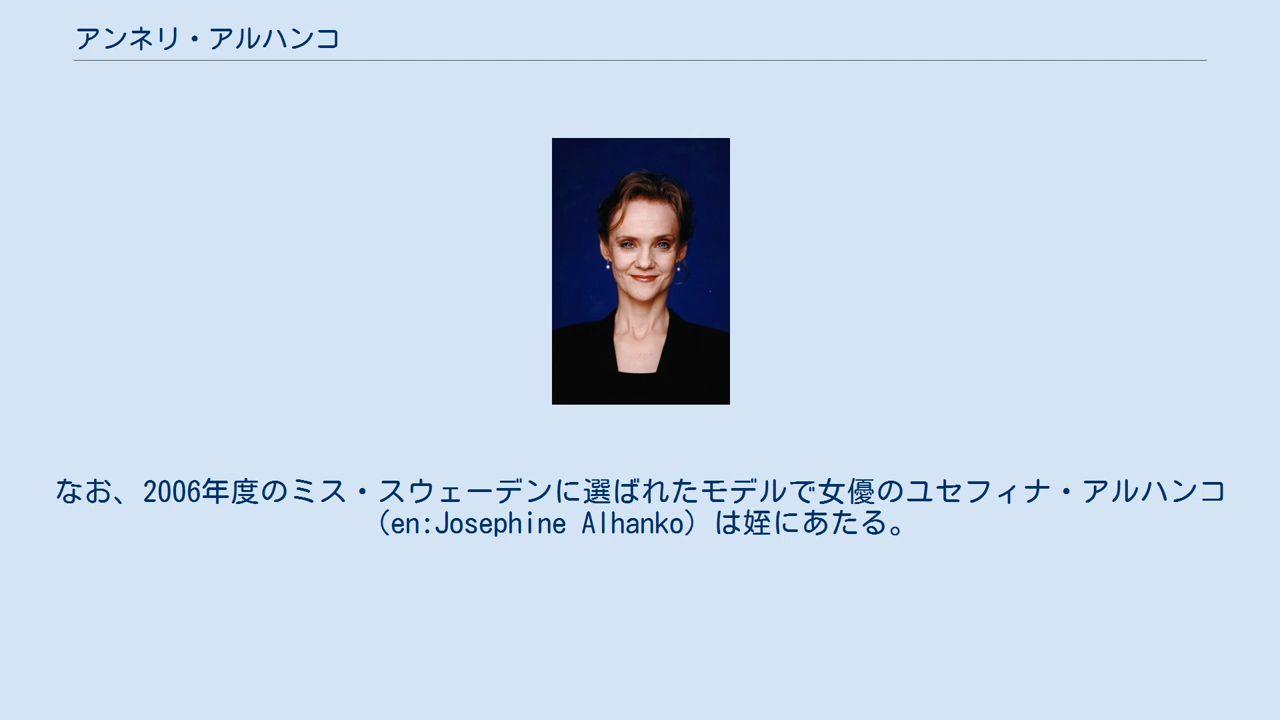 アンネリ・アルハンコ
なお、2006年度のミス・スウェーデンに選ばれたモデルで女優のユセフィナ・アルハンコ
（en:Josephine Alhanko）は姪にあたる。